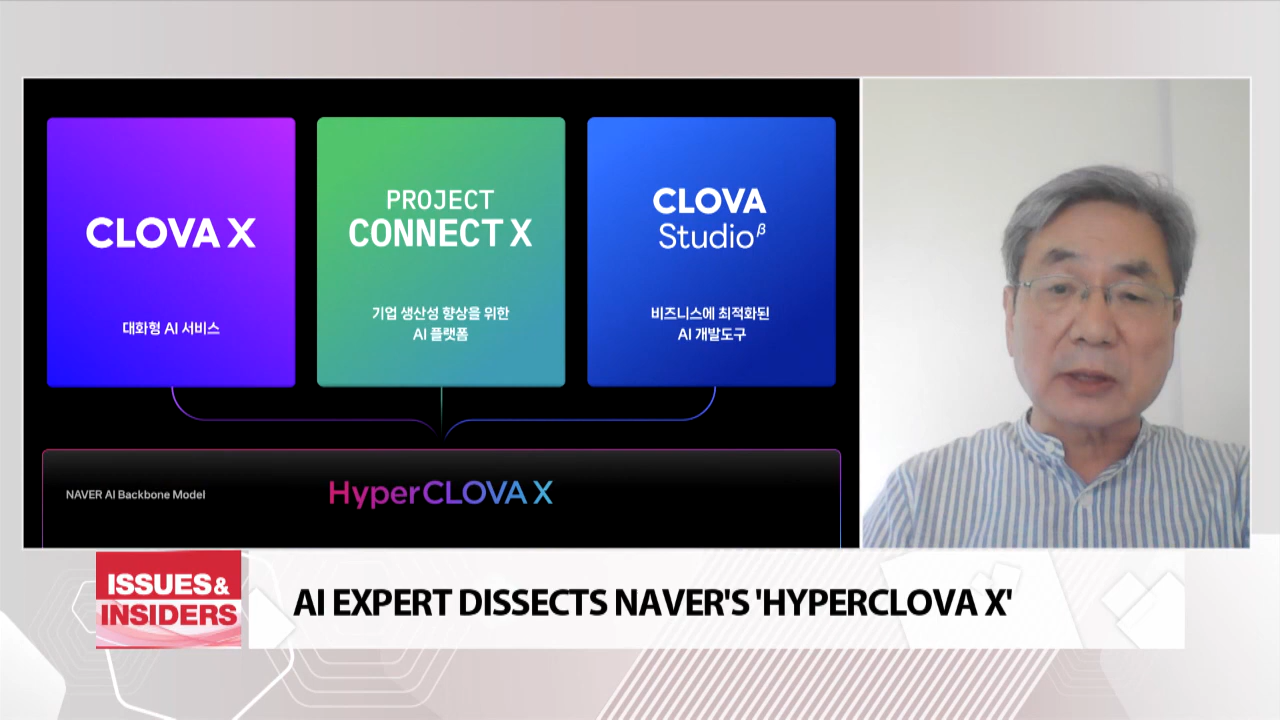 CLOVA X
대화형 AI 서비스
PROJECT
CONNECT X
기업 생산성 향상을 위한
AI 플랫폼
CLOVA
Studioᵝ
비즈니스에 최적화된
AI 개발도구
NAVER AI Backbone Model
HyperCLOVA X
ISSUES&
INSIDERS
AI EXPERT DISSECTS NAVER'S 'HYPERCLOVA X'